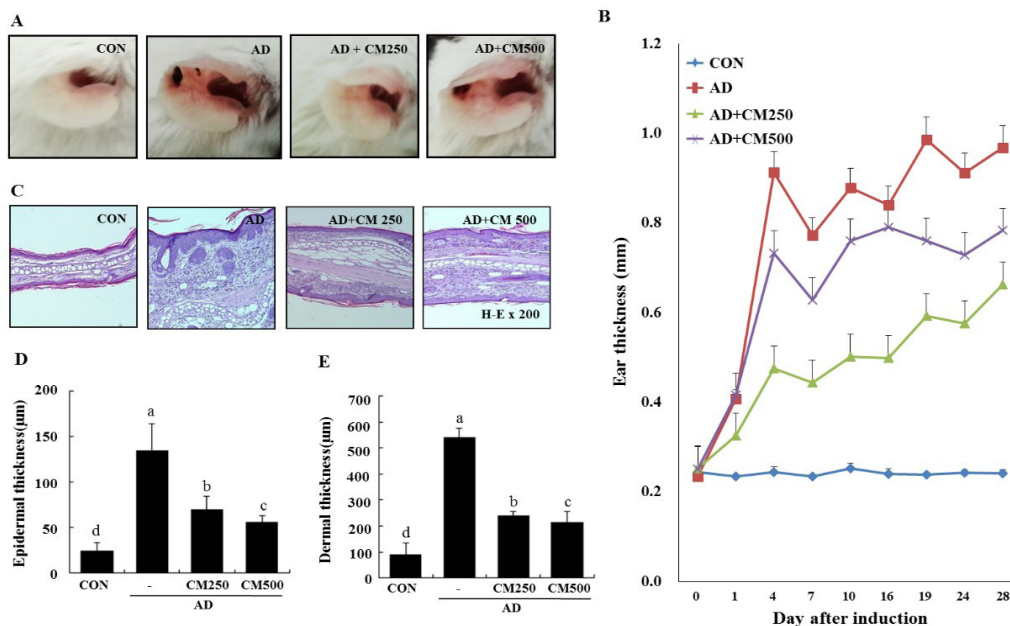 A
CON
AD
AD + CM250
AD+CM500
B
1.2
1.0
0.8
0.6
0.4
0.2
0.0
Ear thickness (mm)
CON
AD
AD+CM250
AD+CM500
0 1 4 7 10 16 19 24 28
Day after induction
C
CON
AD
AD+CM 250
AD+CM 500
H-E x 200
D
Epidermal thickness(μm)
200
150
100
50
0
d
a
b
c
CON - CM250 CM500
AD
E
Dermal thickness(μm)
700
600
500
400
300
200
100
0
d
a
b
c
CON - CM250 CM500
AD